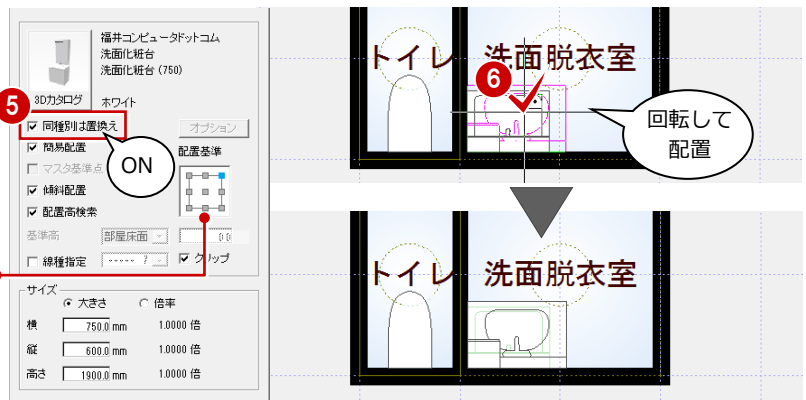 福井コンピュータドットコム
洗面化粧台
洗面化粧台 (750)
3Dカタログ
ホワイト
5
同種別は置換え
オプション
簡易配置
配置基準
マスタ基準点
ON
傾斜配置
配置高検索
基準高
部屋床面
0.0
線種指定
----- ?
クリップ
サイズ
大きさ
倍率
横
750.0 mm
1.0000 倍
縦
600.0 mm
1.0000 倍
高さ
1900.0 mm
1.0000 倍
トイレ
洗面脱衣室
6
回転して
配置
トイレ
洗面脱衣室